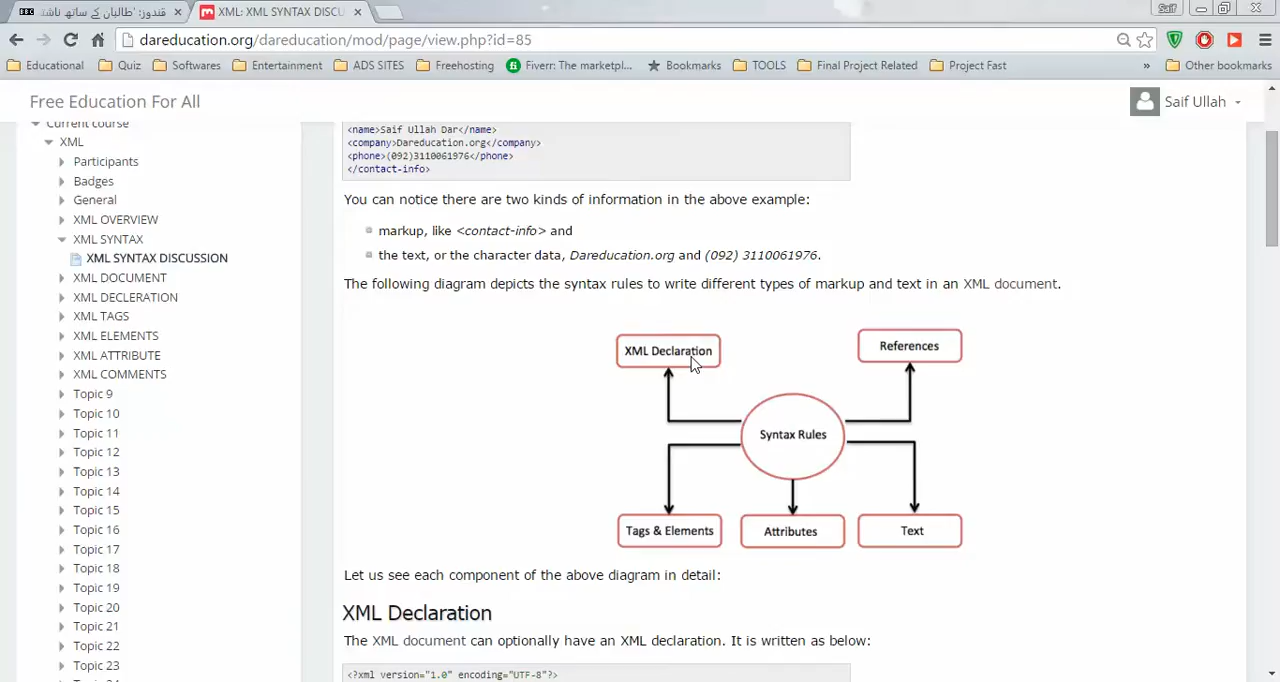 BBC قندوز: 'طالبان کے ساتھ ناشتہ
XML: XML SYNTAX DISCU
Saif
dareducation.org/dareducation/mod/page/view.php?id=85
Educational
Quiz
Softwares
Entertainment
ADS SITES
Freehosting
Fiverr: The marketpl...
Bookmarks
TOOLS
Final Project Related
Project Fast
»
Other bookmarks
Free Education For All
Saif Ullah
Current course
XML
Participants
Badges
General
XML OVERVIEW
XML SYNTAX
XML SYNTAX DISCUSSION
XML DOCUMENT
XML DECLERATION
XML TAGS
XML ELEMENTS
XML ATTRIBUTE
XML COMMENTS
Topic 9
Topic 10
Topic 11
Topic 12
Topic 13
Topic 14
Topic 15
Topic 16
Topic 17
Topic 18
Topic 19
Topic 20
Topic 21
Topic 22
Topic 23
<name>Saif Ullah Dar</name>
<company>Dareducation.org</company>
<phone>(092)3110061976</phone>
</contact-info>
You can notice there are two kinds of information in the above example:
markup, like <contact-info> and
the text, or the character data, Dareducation.org and (092) 3110061976.
The following diagram depicts the syntax rules to write different types of markup and text in an XML document.
XML Declaration
References
Syntax Rules
Tags & Elements
Attributes
Text
Let us see each component of the above diagram in detail:
XML Declaration
The XML document can optionally have an XML declaration. It is written as below:
<?xml version="1.0" encoding="UTF-8"?>